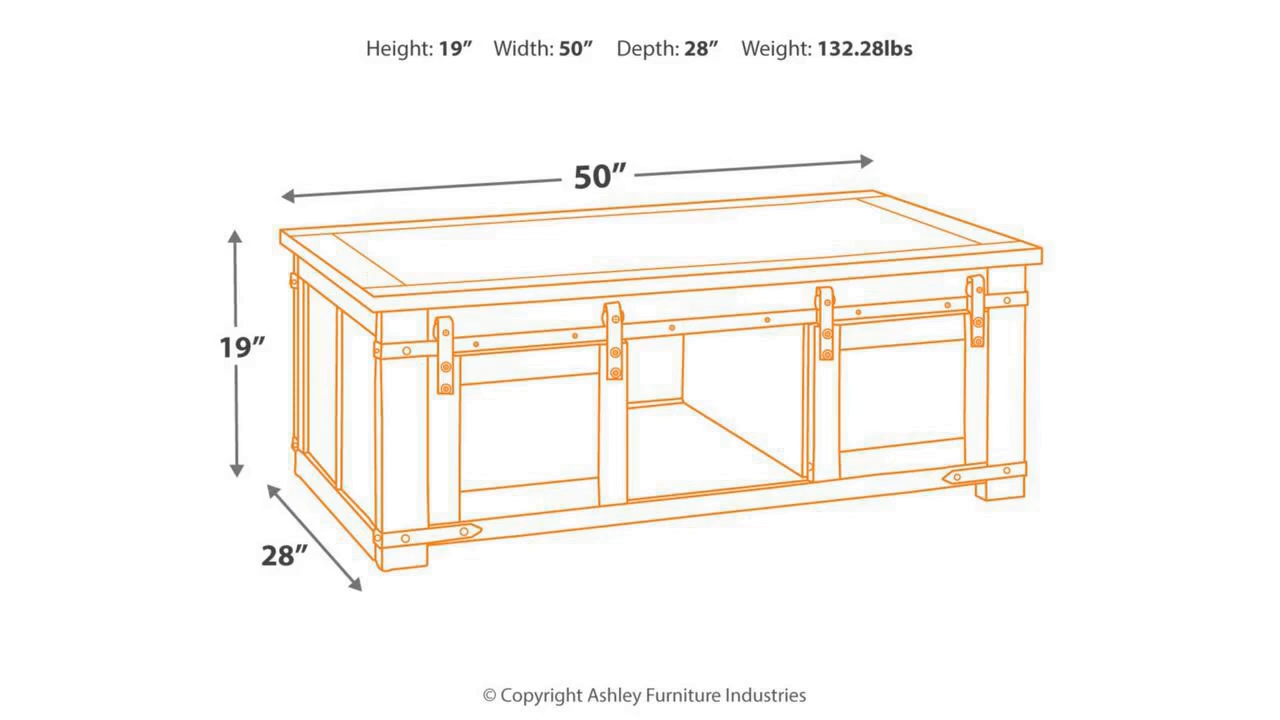 Height: 19” Width: 50” Depth: 28” Weight: 132.28lbs
50”
19”
28”
© Copyright Ashley Furniture Industries